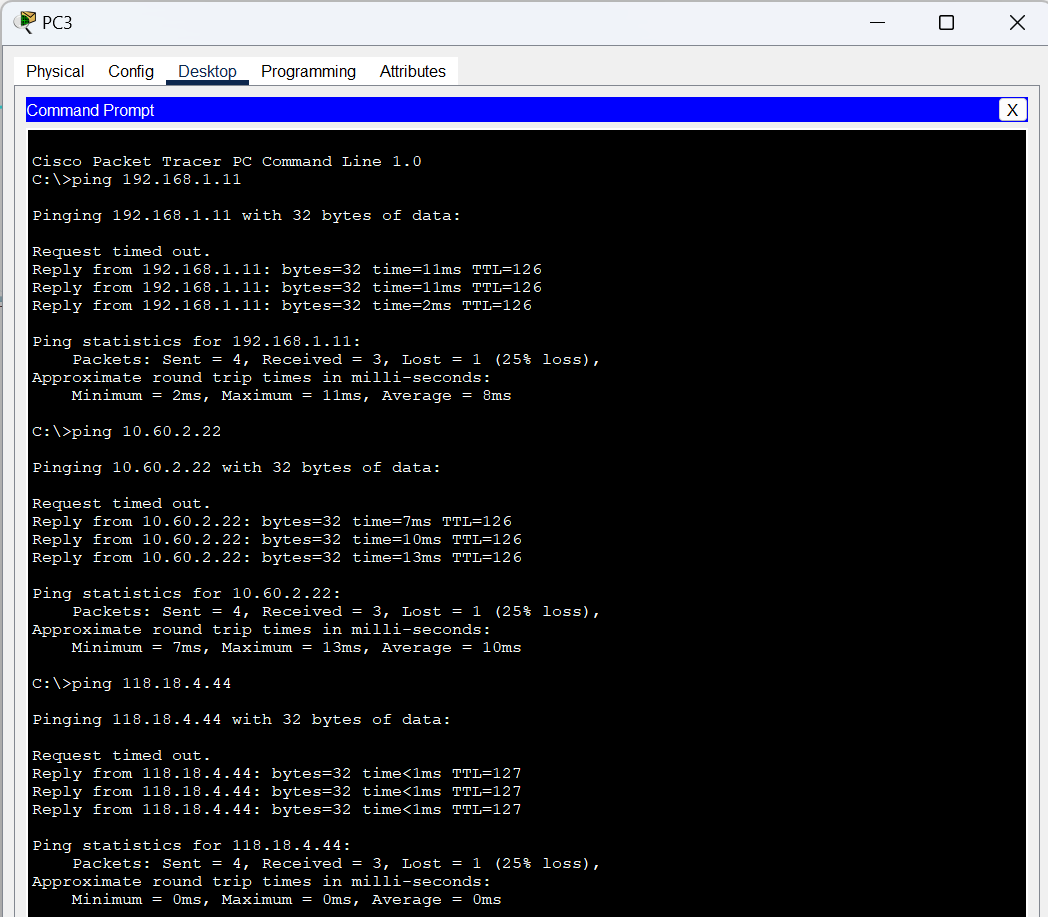 PC3
Physical Config Desktop Programming Attributes
Command Prompt
X
Cisco Packet Tracer PC Command Line 1.0
C:\>ping 192.168.1.11
Pinging 192.168.1.11 with 32 bytes of data:
Request timed out.
Reply from 192.168.1.11: bytes=32 time=11ms TTL=126
Reply from 192.168.1.11: bytes=32 time=11ms TTL=126
Reply from 192.168.1.11: bytes=32 time=2ms TTL=126
Ping statistics for 192.168.1.11:
    Packets: Sent = 4, Received = 3, Lost = 1 (25% loss),
Approximate round trip times in milli-seconds:
    Minimum = 2ms, Maximum = 11ms, Average = 8ms
C:\>ping 10.60.2.22
Pinging 10.60.2.22 with 32 bytes of data:
Request timed out.
Reply from 10.60.2.22: bytes=32 time=7ms TTL=126
Reply from 10.60.2.22: bytes=32 time=10ms TTL=126
Reply from 10.60.2.22: bytes=32 time=13ms TTL=126
Ping statistics for 10.60.2.22:
    Packets: Sent = 4, Received = 3, Lost = 1 (25% loss),
Approximate round trip times in milli-seconds:
    Minimum = 7ms, Maximum = 13ms, Average = 10ms
C:\>ping 118.18.4.44
Pinging 118.18.4.44 with 32 bytes of data:
Request timed out.
Reply from 118.18.4.44: bytes=32 time<1ms TTL=127
Reply from 118.18.4.44: bytes=32 time<1ms TTL=127
Reply from 118.18.4.44: bytes=32 time<1ms TTL=127
Ping statistics for 118.18.4.44:
    Packets: Sent = 4, Received = 3, Lost = 1 (25% loss),
Approximate round trip times in milli-seconds:
    Minimum = 0ms, Maximum = 0ms, Average = 0ms